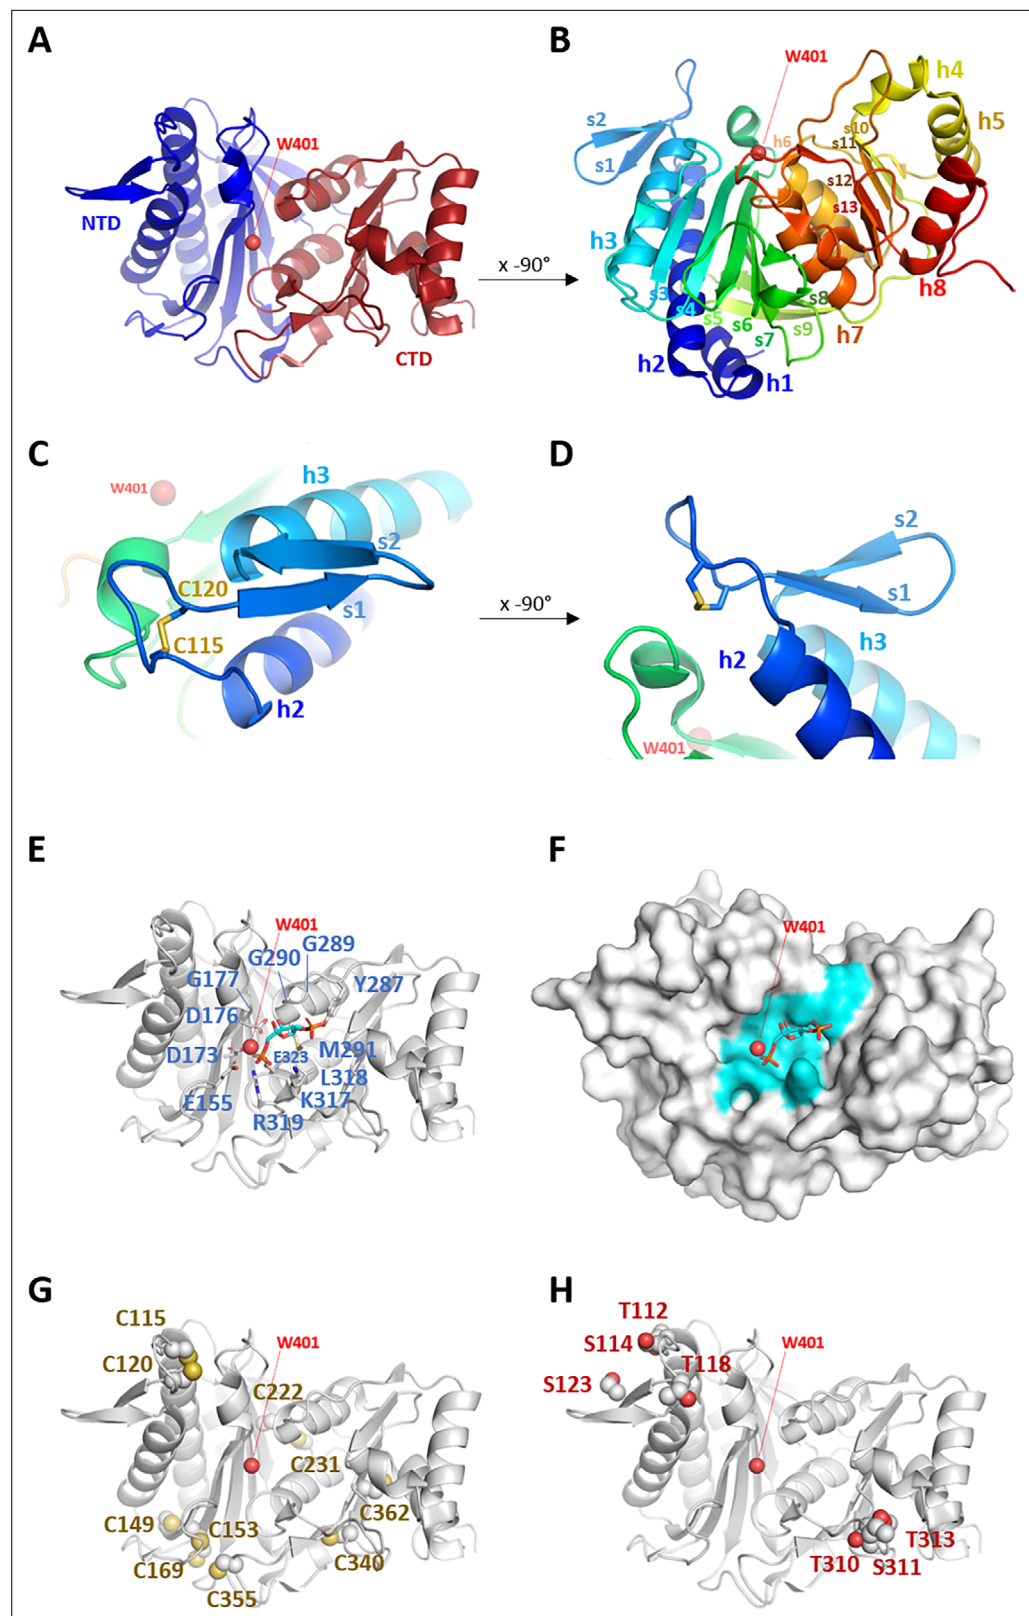 A
W401
NTD
CTD
x -90°
B
W401
h4
s2
s10
h5
s11
h6
s1
s12
s13
h3
s3
s4
s5
s6
s7
s8
s9
h8
h7
h2
h1
C
W401
h3
s2
C120
s1
C115
h2
x -90°
D
s2
s1
h3
h2
W401
E
W401
G289
G290
G177
Y287
D176
D173
E323
M291
L318
E155
K317
R319
F
W401
G
C115
W401
C120
C222
C231
C362
C149
C153
C169
C340
C355
H
T112
W401
S114
T118
S123
T313
T310
S311